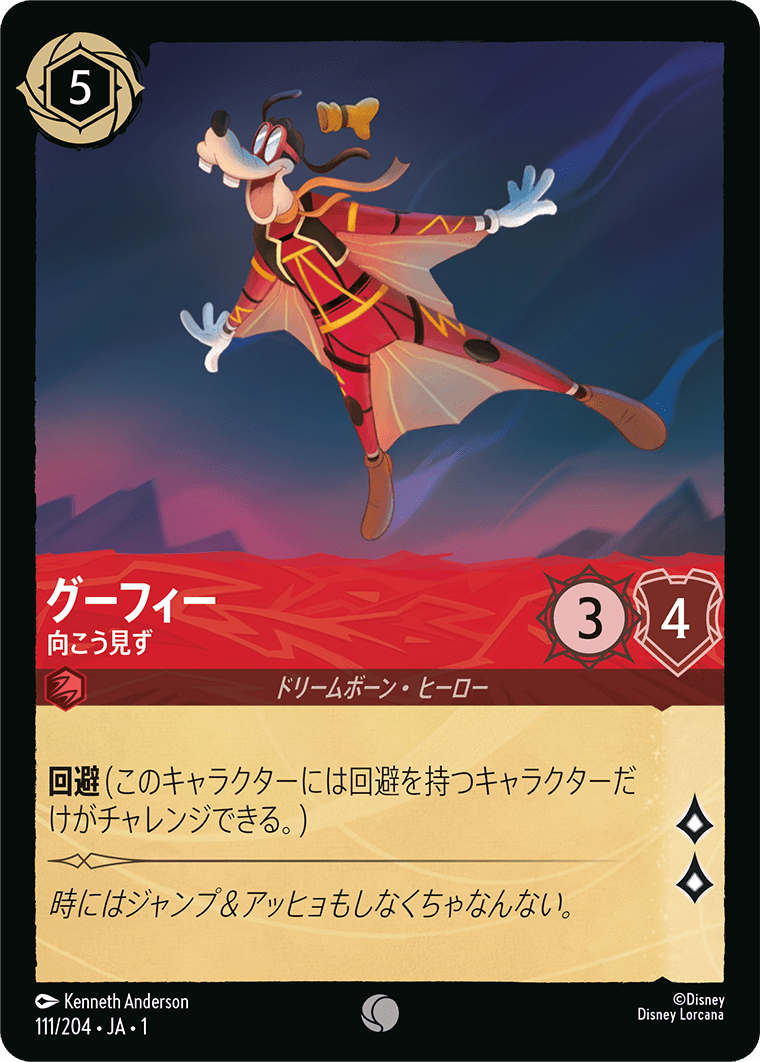 5
グーフィー
向こう見ず
3
4
ドリームボーン・ヒーロー
回避(このキャラクターには回避を持つキャラクターだ
けがチャレンジできる。)
時にはジャンプ&アッヒョもしなくちゃなんない。
Kenneth Anderson
111/204・JA・1
©Disney
Disney Lorcana